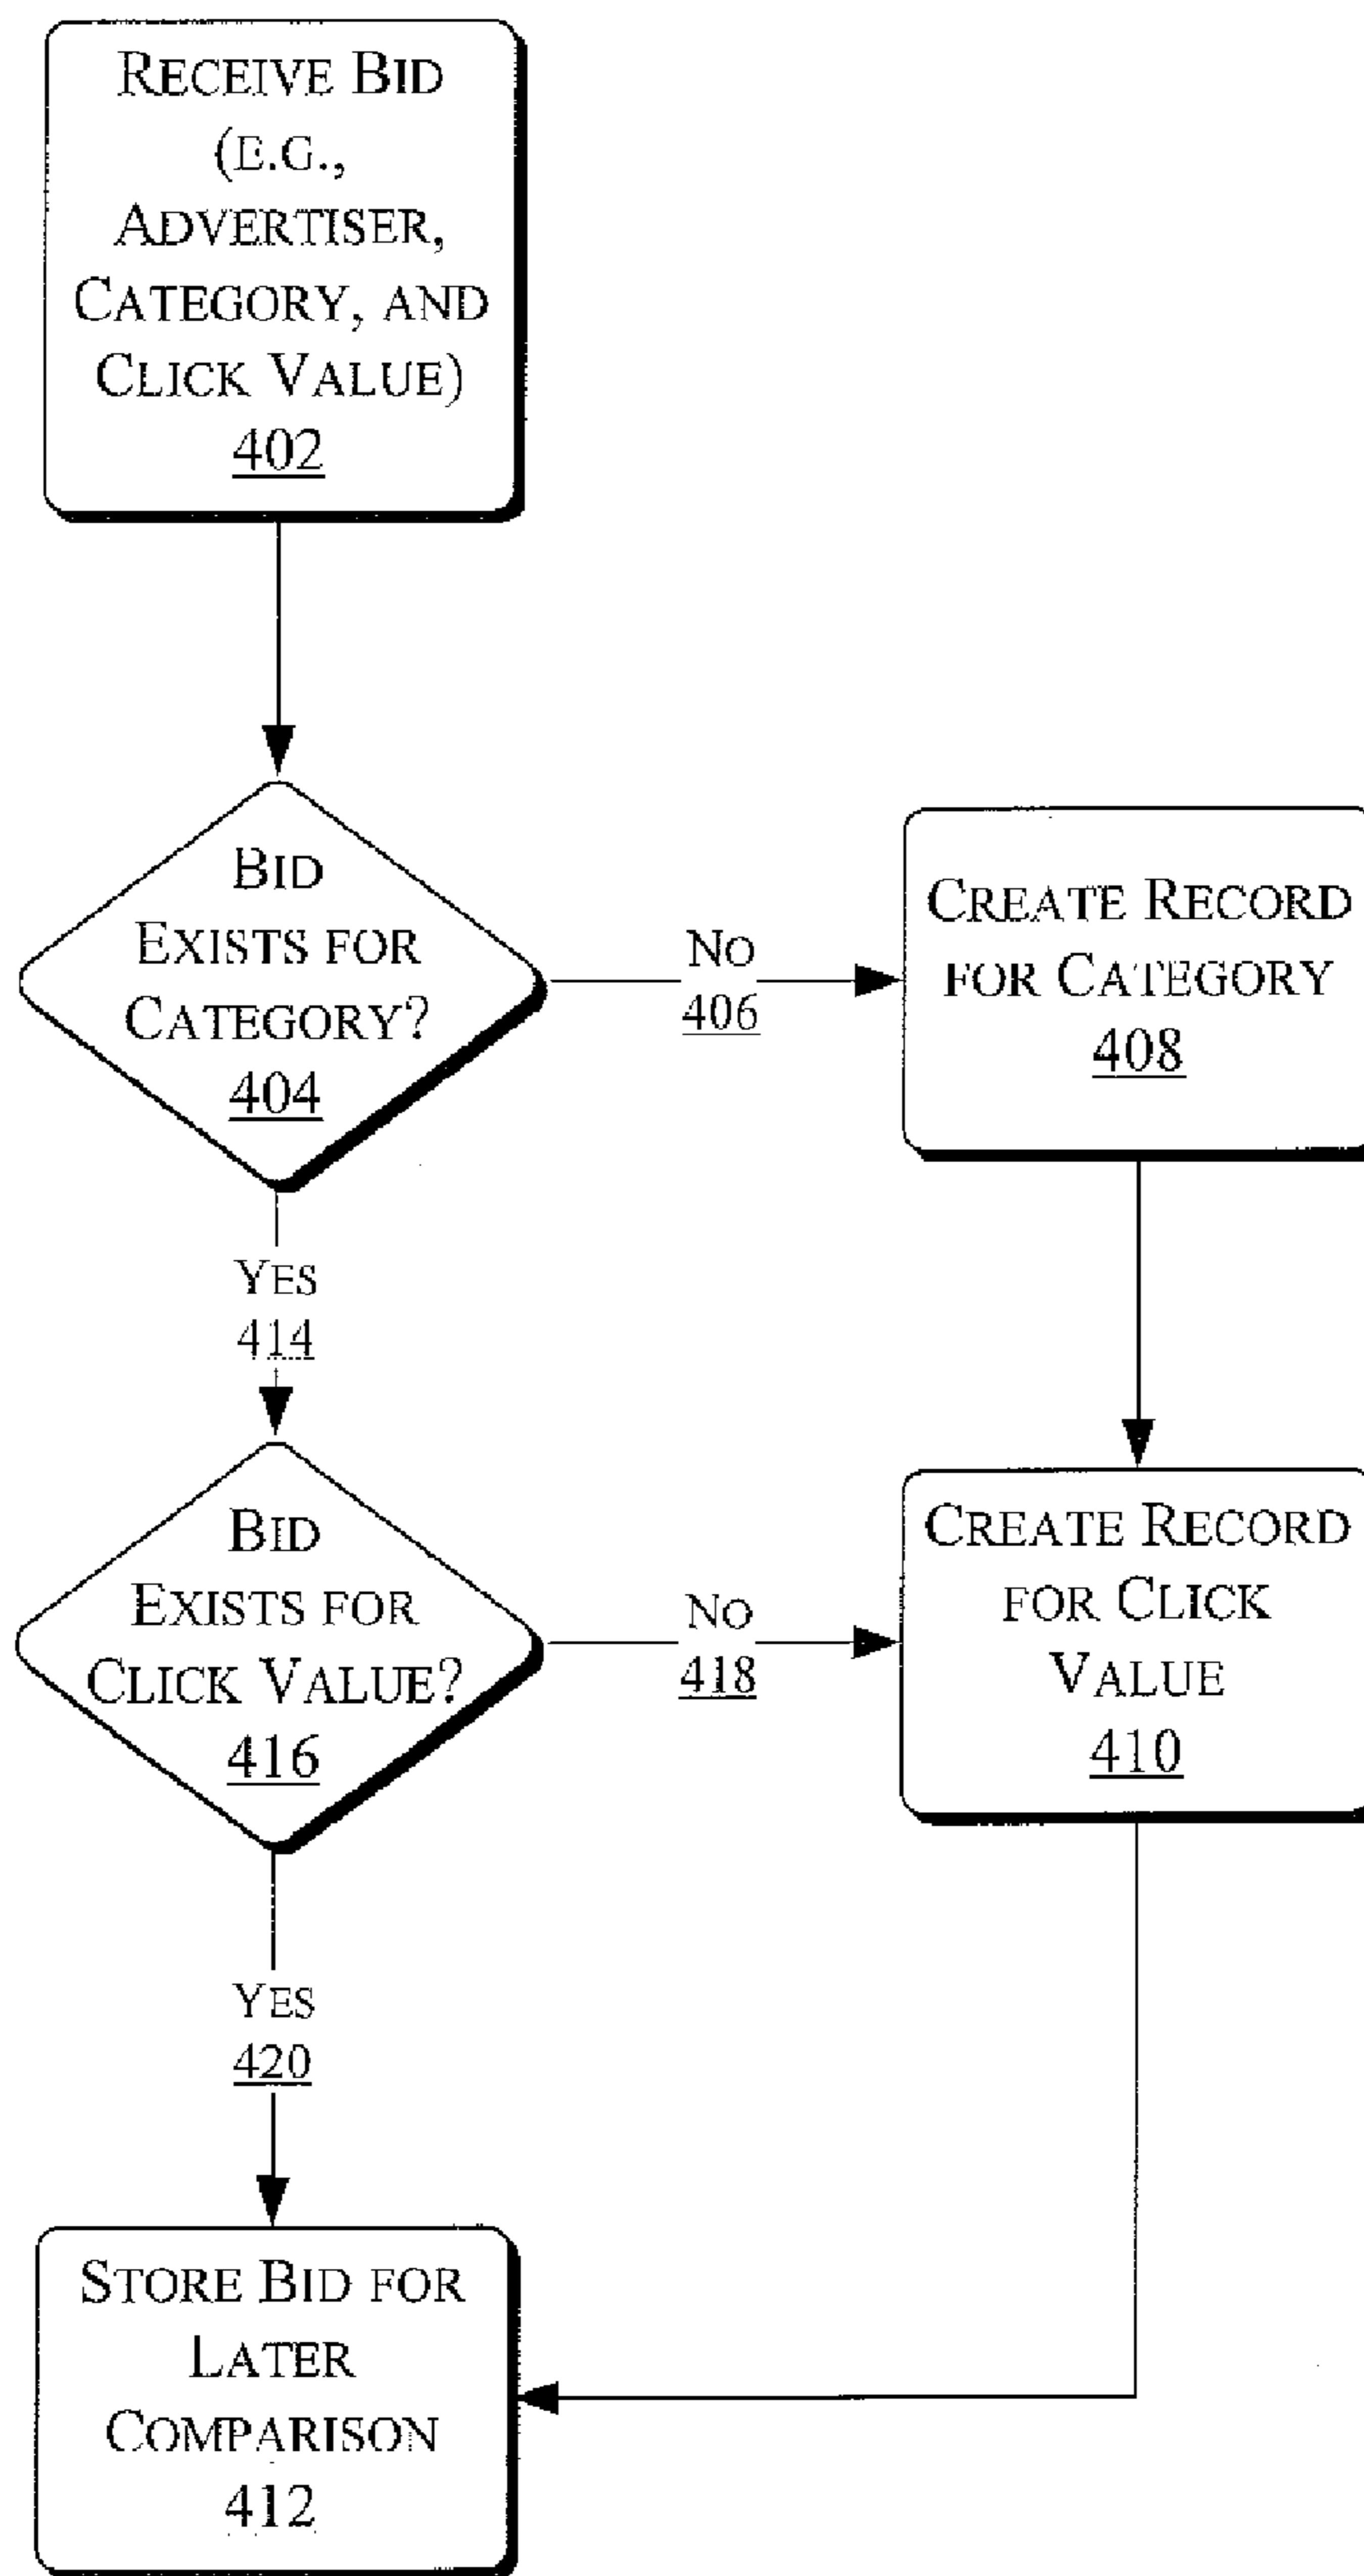 RECEIVE BID
(E.G.,
ADVERTISER,
CATEGORY, AND
CLICK VALUE)
402
BID
EXISTS FOR
CATEGORY?
404
NO
406
CREATE RECORD
FOR CATEGORY
408
YES
414
BID
EXISTS FOR
CLICK VALUE?
416
NO
418
CREATE RECORD
FOR CLICK
VALUE
410
YES
420
STORE BID FOR
LATER
COMPARISON
412